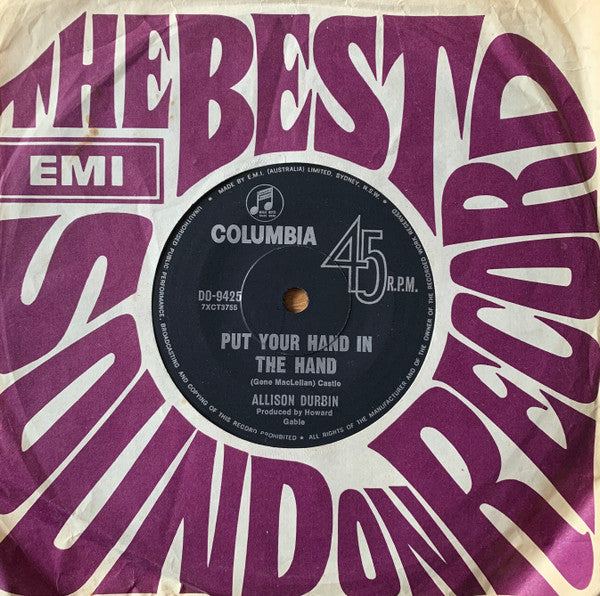 THE BEST
SOUND ON RECORD
EMI
MADE BY E.M.I. (AUSTRALIA) LIMITED, SYDNEY, N.S.W.
COLUMBIA
45 R.P.M.
DO-9425
7XCT3755
PUT YOUR HAND IN
THE HAND
(Gene MacLellan) Castle
ALLISON DURBIN
Produced by Howard
Gable
ALL RIGHTS OF THE MANUFACTURER AND OF THE OWNER OF THE RECORDED WORK RESERVED
UNAUTHORISED PUBLIC PERFORMANCE, BROADCASTING AND COPYING OF THIS RECORD PROHIBITED